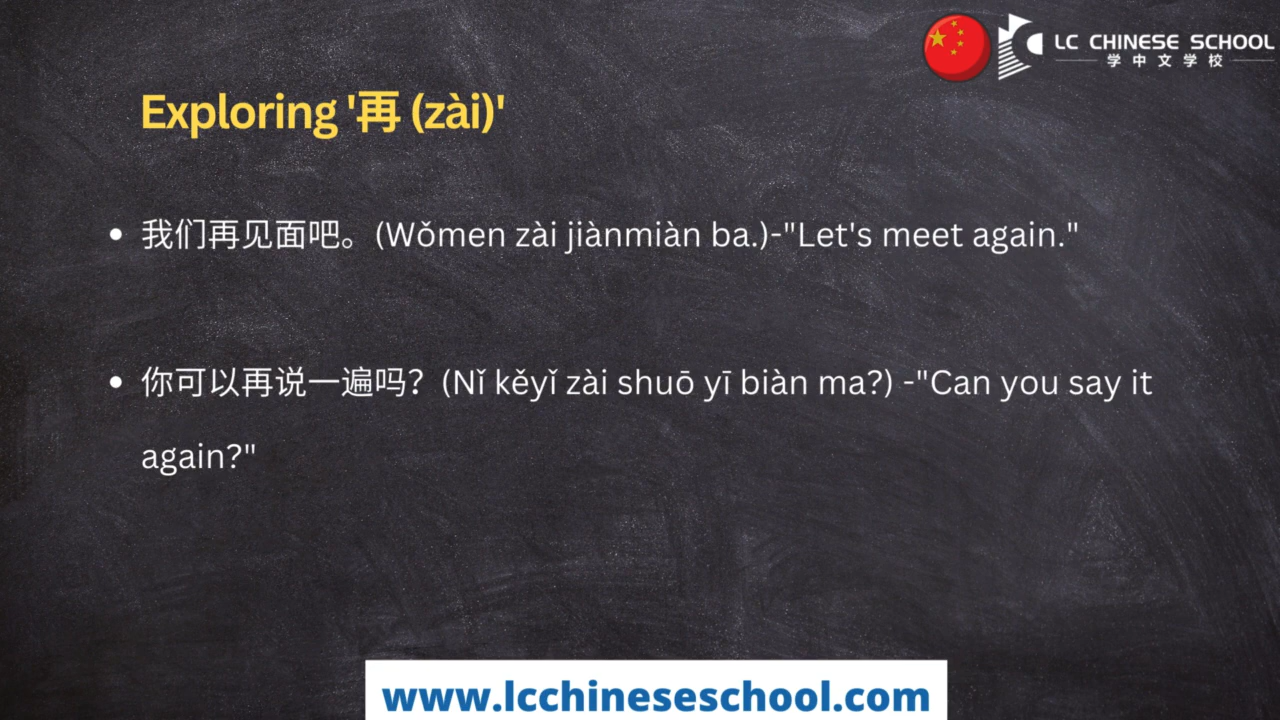 LC CHINESE SCHOOL
学中文学校
Exploring '再 (zài)'
我们再见面吧。(Wǒmen zài jiànmiàn ba.)-"Let's meet again."
你可以再说一遍吗？(Nǐ kěyǐ zài shuō yī biàn ma?) -"Can you say it
again?"
www.lcchineseschool.com